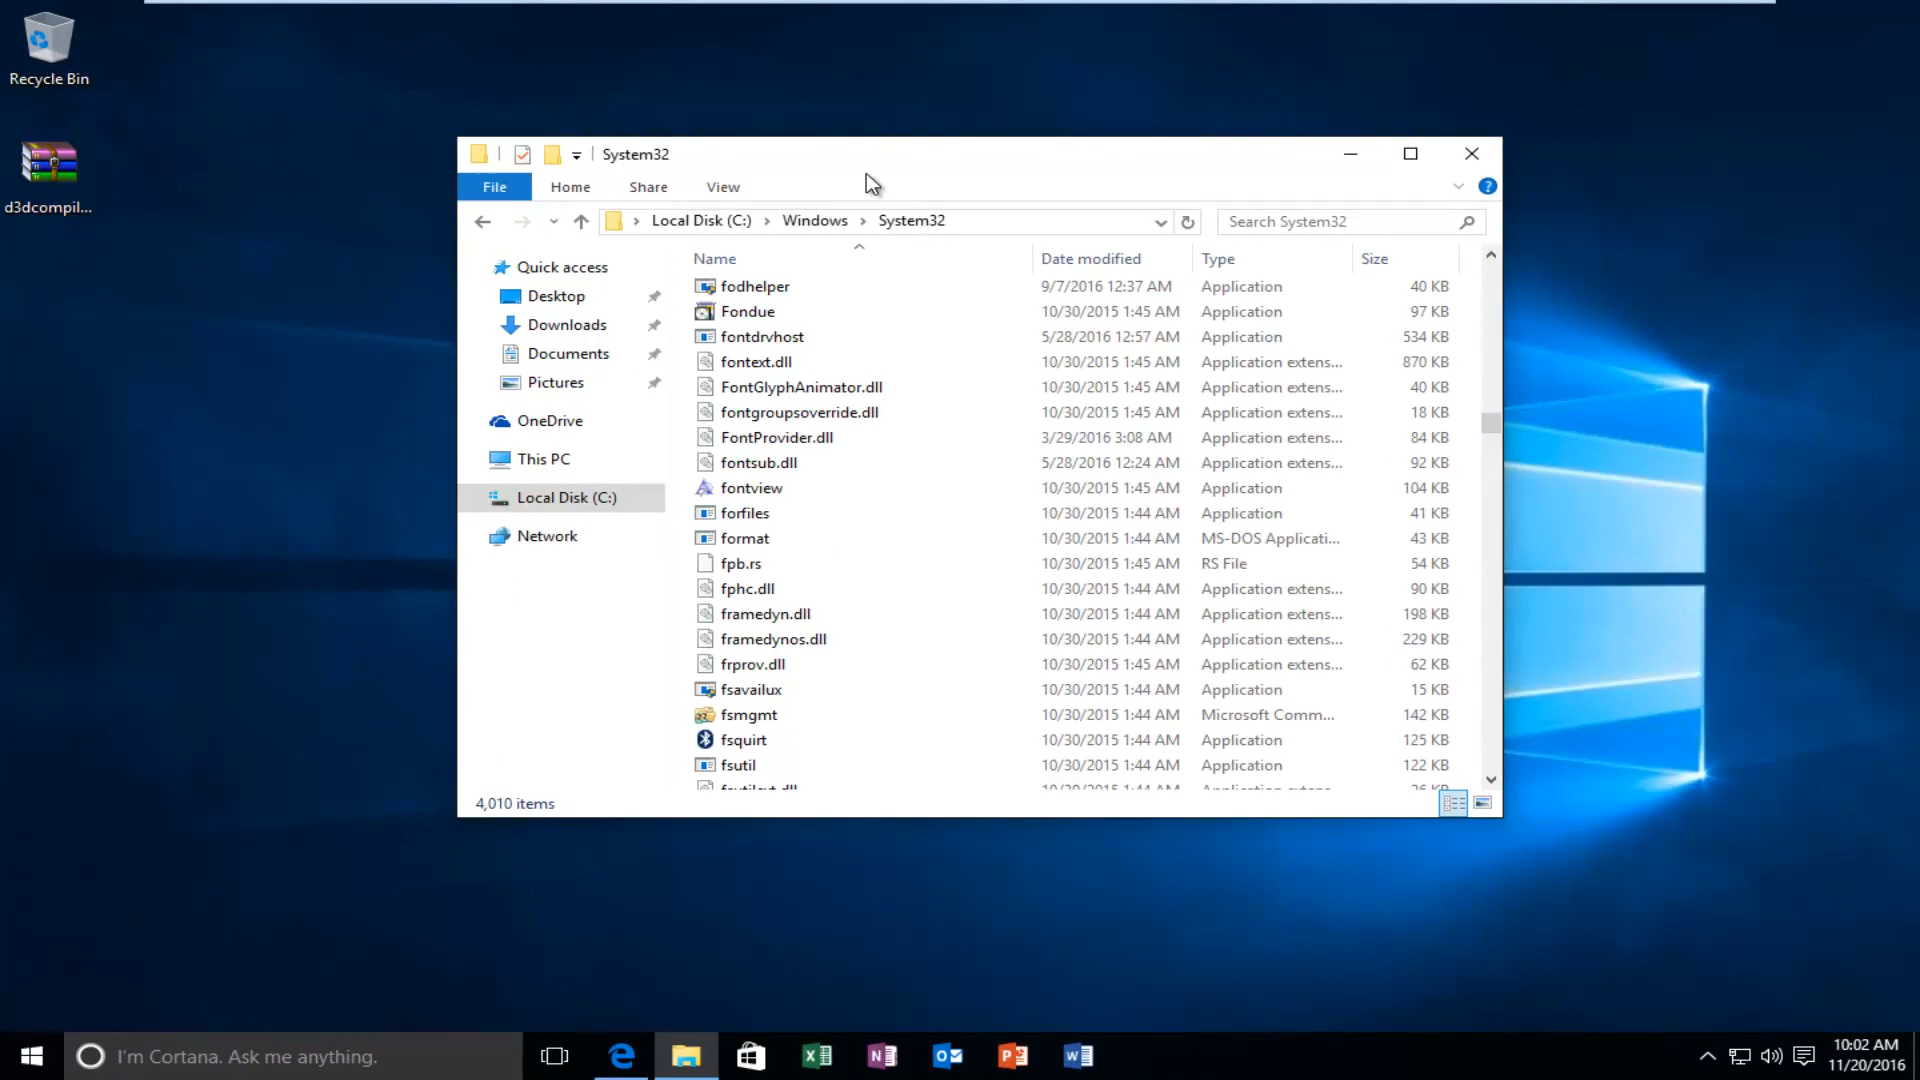 Recycle Bin
d3dcompil...
System32
File Home Share View
Local Disk (C:) Windows System32
Search System32
Quick access
Desktop
Downloads
Documents
Pictures
OneDrive
This PC
Local Disk (C:)
Network
Name Date modified Type Size
fodhelper 9/7/2016 12:37 AM Application 40 KB
Fondue 10/30/2015 1:45 AM Application 97 KB
fontdrvhost 5/28/2016 12:57 AM Application 534 KB
fontext.dll 10/30/2015 1:45 AM Application extens... 870 KB
FontGlyphAnimator.dll 10/30/2015 1:45 AM Application extens... 40 KB
fontgroupsoverride.dll 10/30/2015 1:45 AM Application extens... 18 KB
FontProvider.dll 3/29/2016 3:08 AM Application extens... 84 KB
fontsub.dll 5/28/2016 12:24 AM Application extens... 92 KB
fontview 10/30/2015 1:45 AM Application 104 KB
forfiles 10/30/2015 1:44 AM Application 41 KB
format 10/30/2015 1:44 AM MS-DOS Applicati... 43 KB
fpb.rs 10/30/2015 1:45 AM RS File 54 KB
fphc.dll 10/30/2015 1:44 AM Application extens... 90 KB
framedyn.dll 10/30/2015 1:44 AM Application extens... 198 KB
framedynos.dll 10/30/2015 1:44 AM Application extens... 229 KB
frprov.dll 10/30/2015 1:45 AM Application extens... 62 KB
fsavailux 10/30/2015 1:44 AM Application 15 KB
fsmgmt 10/30/2015 1:44 AM Microsoft Comm... 142 KB
fsquirt 10/30/2015 1:44 AM Application 125 KB
fsutil 10/30/2015 1:44 AM Application 122 KB
4,010 items
I'm Cortana. Ask me anything.
10:02 AM
11/20/2016